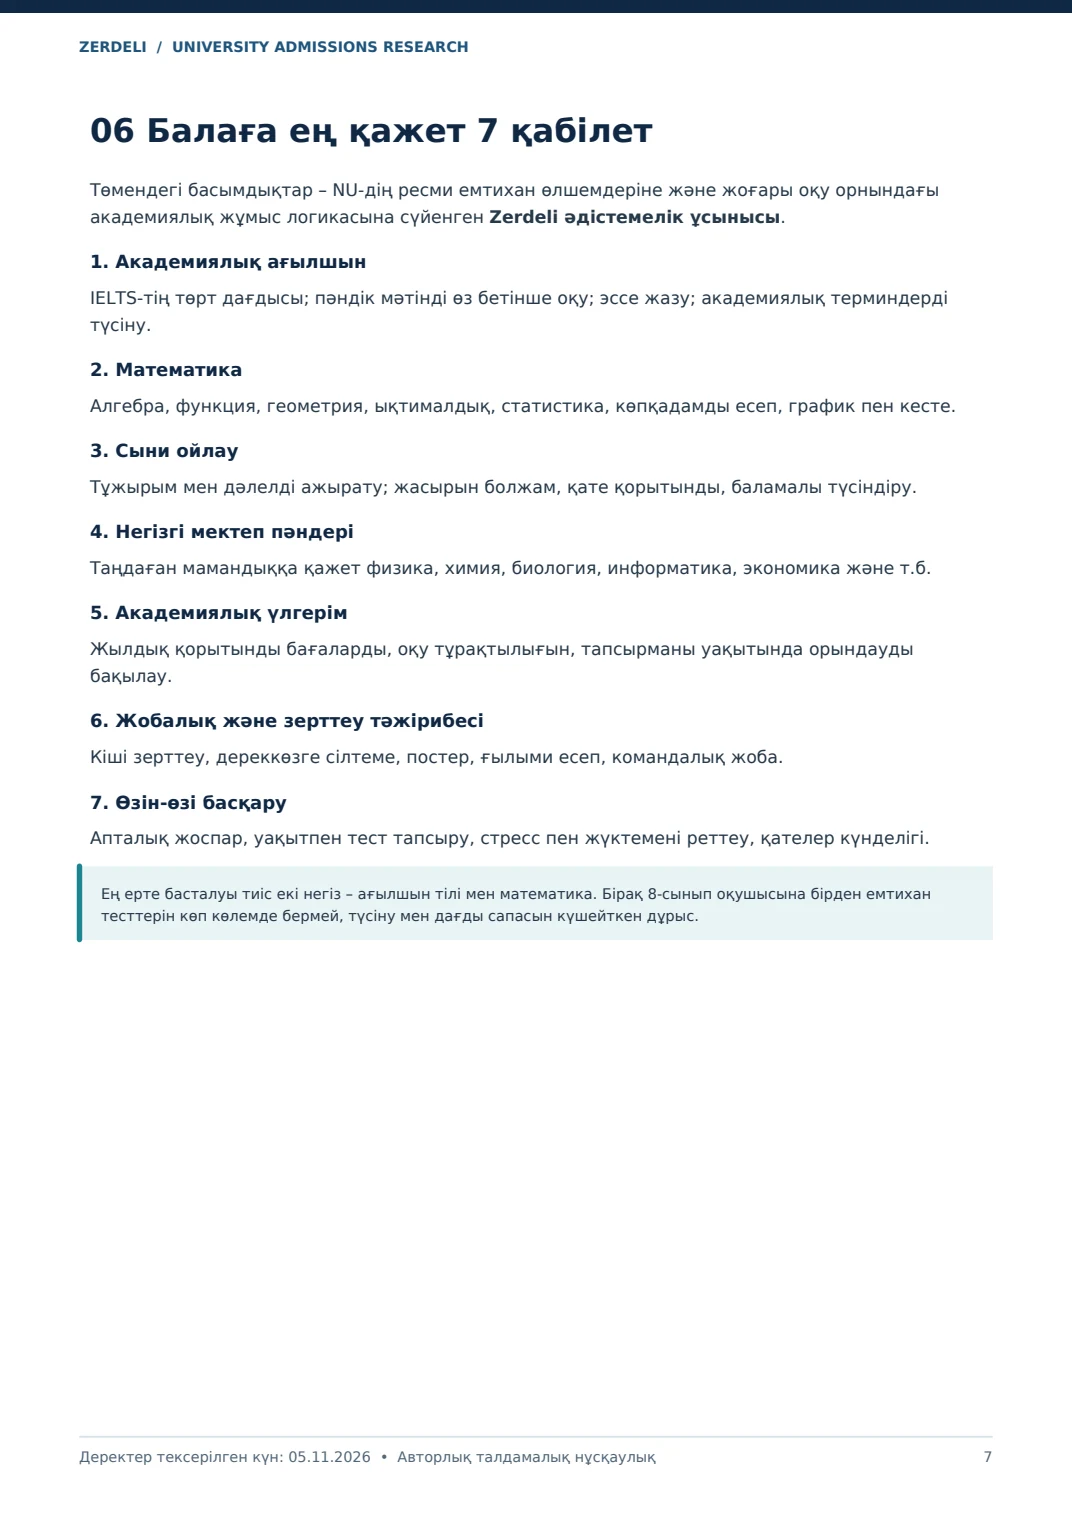 ZERDELI / UNIVERSITY ADMISSIONS RESEARCH
06 Балаға ең қажет 7 қабілет
Төмендегі басымдықтар – NU-дің ресми емтихан өлшемдеріне және жоғары оқу орнындағы
академиялық жұмыс логикасына сүйенген Zerdeli әдістемелік ұсынысы.
1. Академиялық ағылшын
IELTS-тің төрт дағдысы; пәндік мәтінді өз бетінше оқу; эссе жазу; академиялық терминдерді
түсіну.
2. Математика
Алгебра, функция, геометрия, ықтималдық, статистика, көпқадамды есеп, график пен кесте.
3. Сыни ойлау
Тұжырым мен дәлелді ажырату; жасырын болжам, қате қорытынды, баламалы түсіндіру.
4. Негізгі мектеп пәндері
Таңдаған мамандыққа қажет физика, химия, биология, информатика, экономика және т.б.
5. Академиялық үлгерім
Жылдық қорытынды бағаларды, оқу тұрақтылығын, тапсырманы уақытында орындауды
бақылау.
6. Жобалық және зерттеу тәжірибесі
Кіші зерттеу, дереккөзге сілтеме, постер, ғылыми есеп, командалық жоба.
7. Өзін-өзі басқару
Апталық жоспар, уақытпен тест тапсыру, стресс пен жүктемені реттеу, қателер күнделігі.
Ең ерте басталуы тиіс екі негіз – ағылшын тілі мен математика. Бірақ 8-сынып оқушысына бірден емтихан
тесттерін көп көлемде бермей, түсіну мен дағды сапасын күшейткен дұрыс.
Деректер тексерілген күн: 05.11.2026 • Авторлық талдамалық нұсқаулық
7